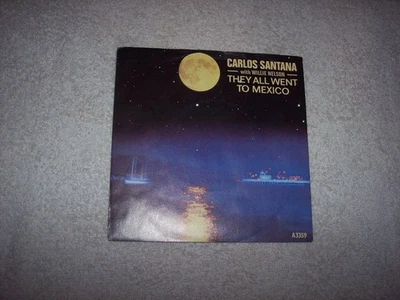 CARLOS SANTANA
with WILLIE NELSON
THEY ALL WENT
TO MEXICO
A3359